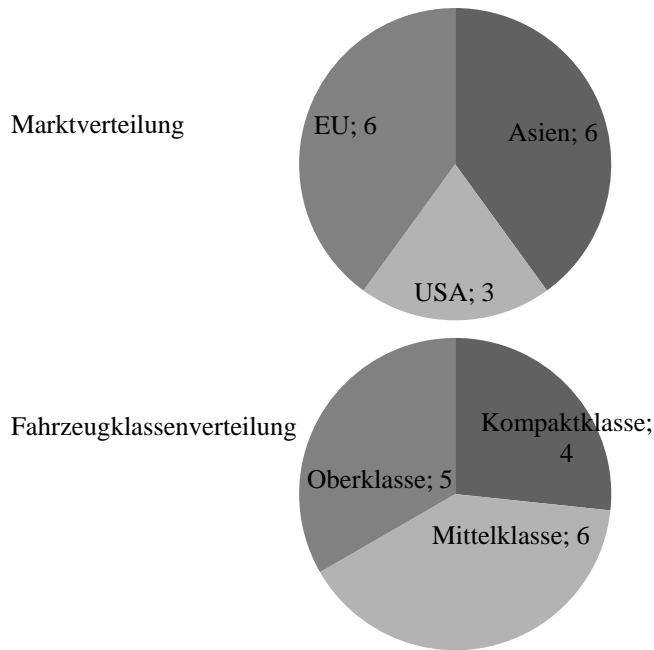 Marktverteilung
EU; 6
Asien; 6
USA; 3
Fahrzeugklassenverteilung
Kompaktklasse;
4
Oberklasse; 5
Mittelklasse; 6